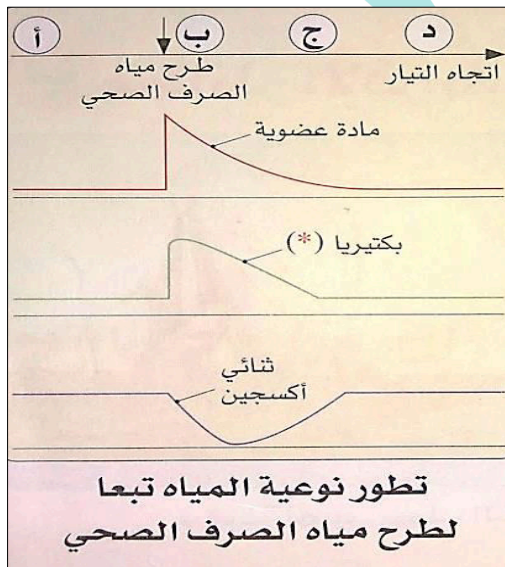 أ ب ج د
طرح مياه
الصرف الصحي
اتجاه التيار
مادة عضوية
بكتيريا (*)
ثنائي
أكسجين
تطور نوعية المياه تبعا
لطرح مياه الصرف الصحي